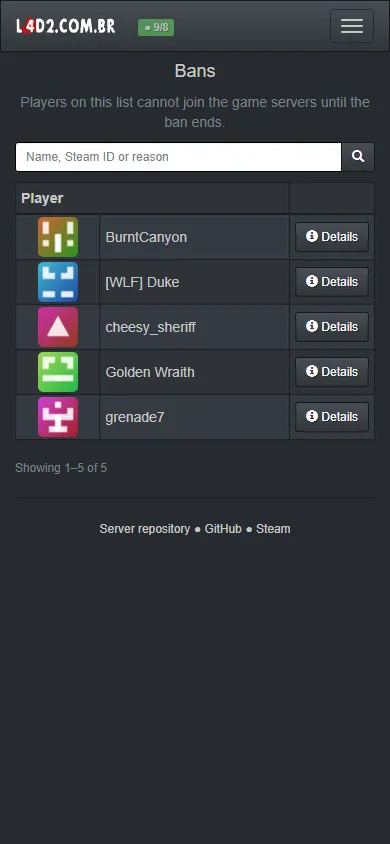 L4D2.COM.BR
● 9/8
Bans
Players on this list cannot join the game servers until the
ban ends.
Name, Steam ID or reason
Player
BurntCanyon Details
[WLF] Duke Details
cheesy_sheriff Details
Golden Wraith Details
grenade7 Details
Showing 1–5 of 5
Server repository ● GitHub ● Steam